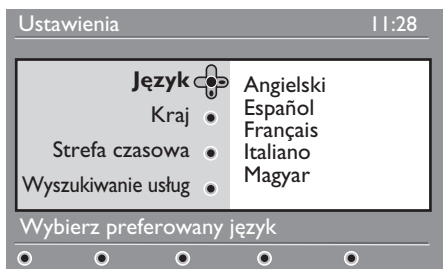 Ustawienia 11:28
Język
Kraj
Strefa czasowa
Wyszukiwanie usług
Angielski
Español
Français
Italiano
Magyar
Wybierz preferowany język